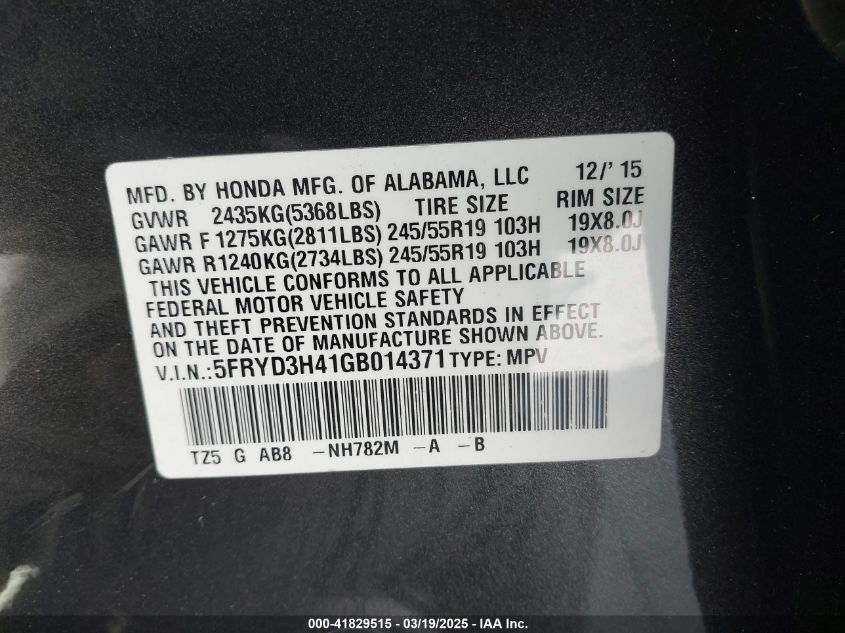 MFD. BY HONDA MFG. OF ALABAMA, LLC 12/' 15
GVWR 2435KG(5368LBS) TIRE SIZE RIM SIZE
GAWR F 1275KG(2811LBS) 245/55R19 103H 19X8.0J
GAWR R1240KG(2734LBS) 245/55R19 103H 19X8.0J
THIS VEHICLE CONFORMS TO ALL APPLICABLE
FEDERAL MOTOR VEHICLE SAFETY
AND THEFT PREVENTION STANDARDS IN EFFECT
ON THE DATE OF MANUFACTURE SHOWN ABOVE.
V.I.N.:5FRYD3H41GB014371 TYPE: MPV
TZ5 G AB8 -NH782M -A -B
000-41829515 - 03/19/2025 - IAA Inc.